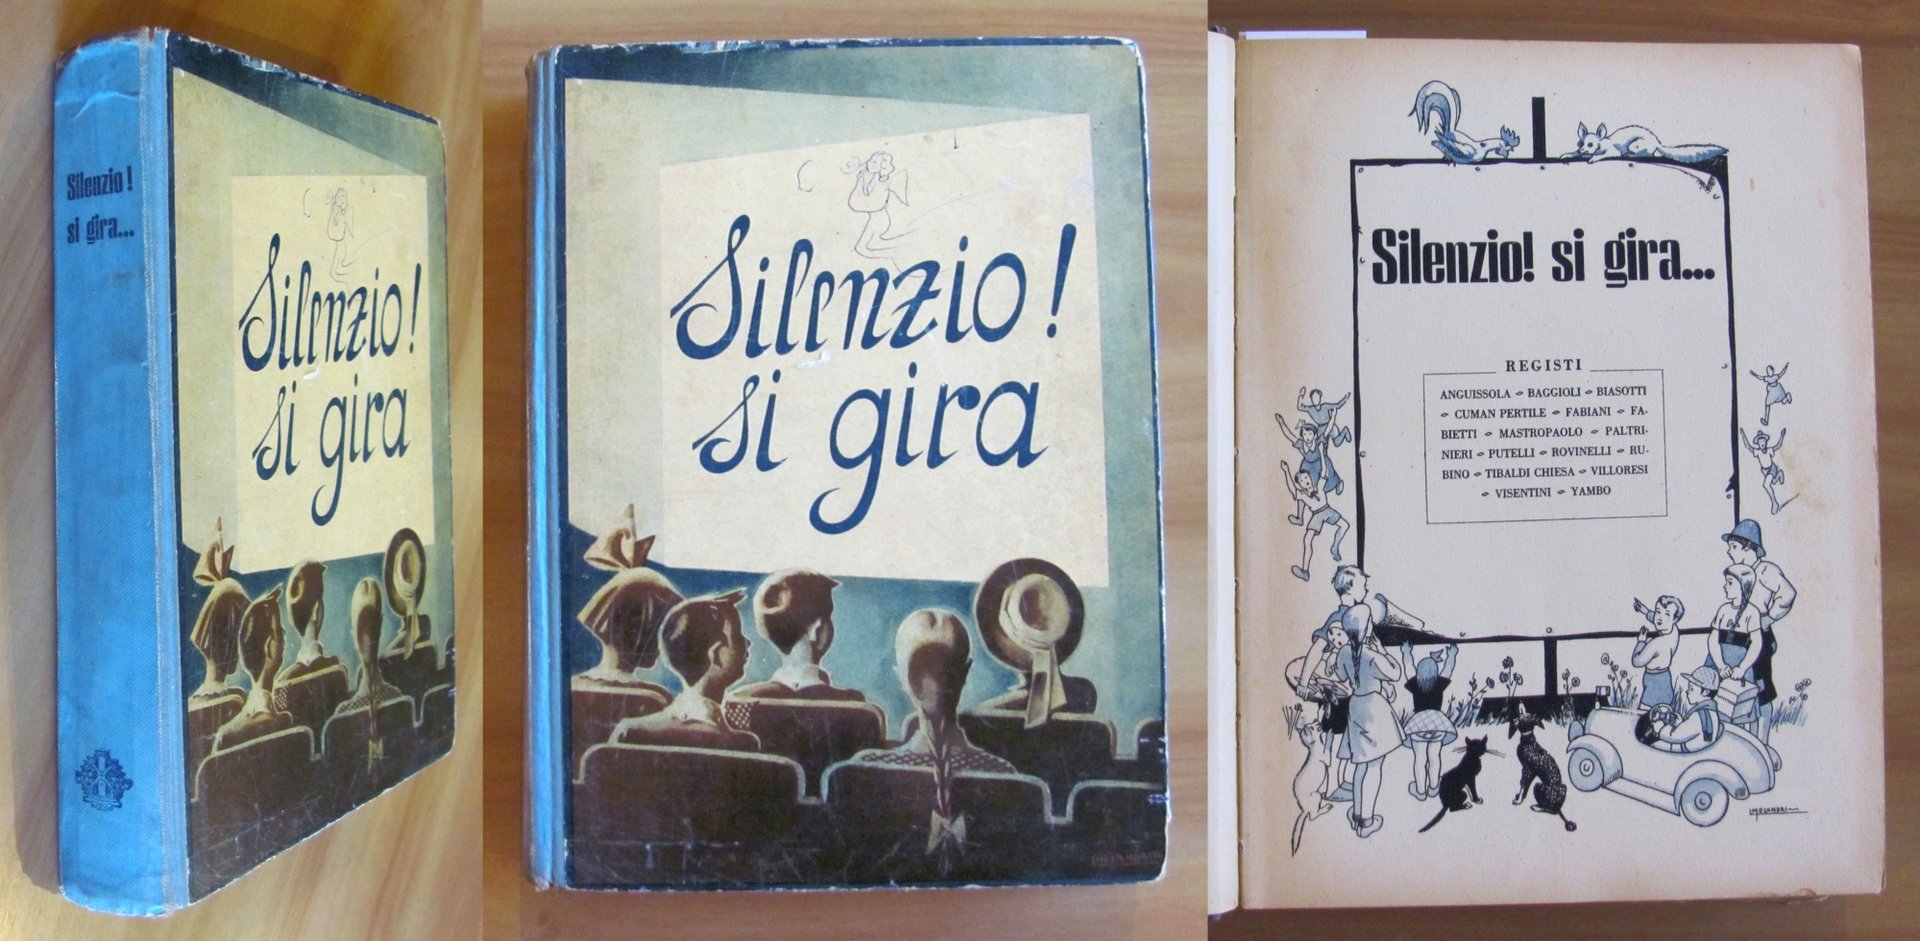 Silenzio!
si gira...
Silenzio!
si gira
Silenzio!
si gira
Silenzio! si gira...
REGISTI
ANGUISSOLA - BAGGIOLI - BIASOTTI
- CUMAN PERTILE - FABIANI - FA-
BIETTI - MASTROPAOLO - PALTRI-
NIERI - PUTELLI - ROVINELLI - RU-
BINO - TIBALDI CHIESA - VILLORESI
- VISENTINI - YAMBO